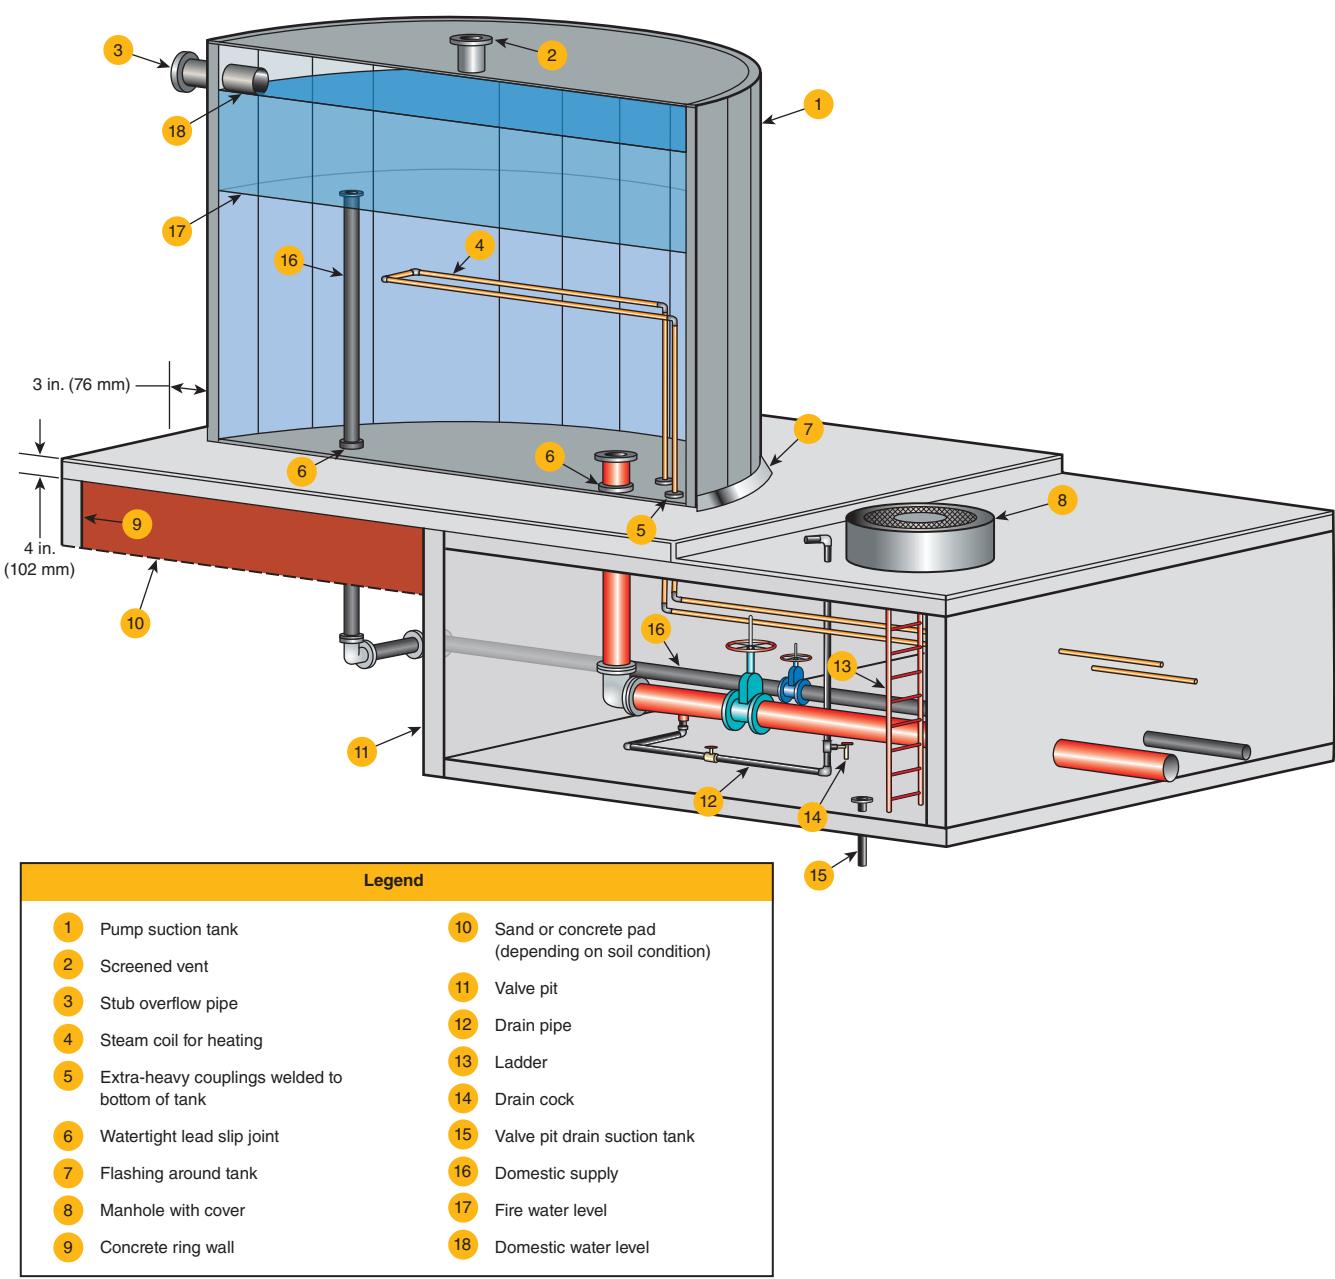 3
2
1
18
17
4
16
3 in. (76 mm)
7
6
6
8
5
9
4 in.
(102 mm)
10
16
13
11
12
14
15
Legend
1 Pump suction tank
2 Screened vent
3 Stub overflow pipe
4 Steam coil for heating
5 Extra-heavy couplings welded to
bottom of tank
6 Watertight lead slip joint
7 Flashing around tank
8 Manhole with cover
9 Concrete ring wall
10 Sand or concrete pad
(depending on soil condition)
11 Valve pit
12 Drain pipe
13 Ladder
14 Drain cock
15 Valve pit drain suction tank
16 Domestic supply
17 Fire water level
18 Domestic water level